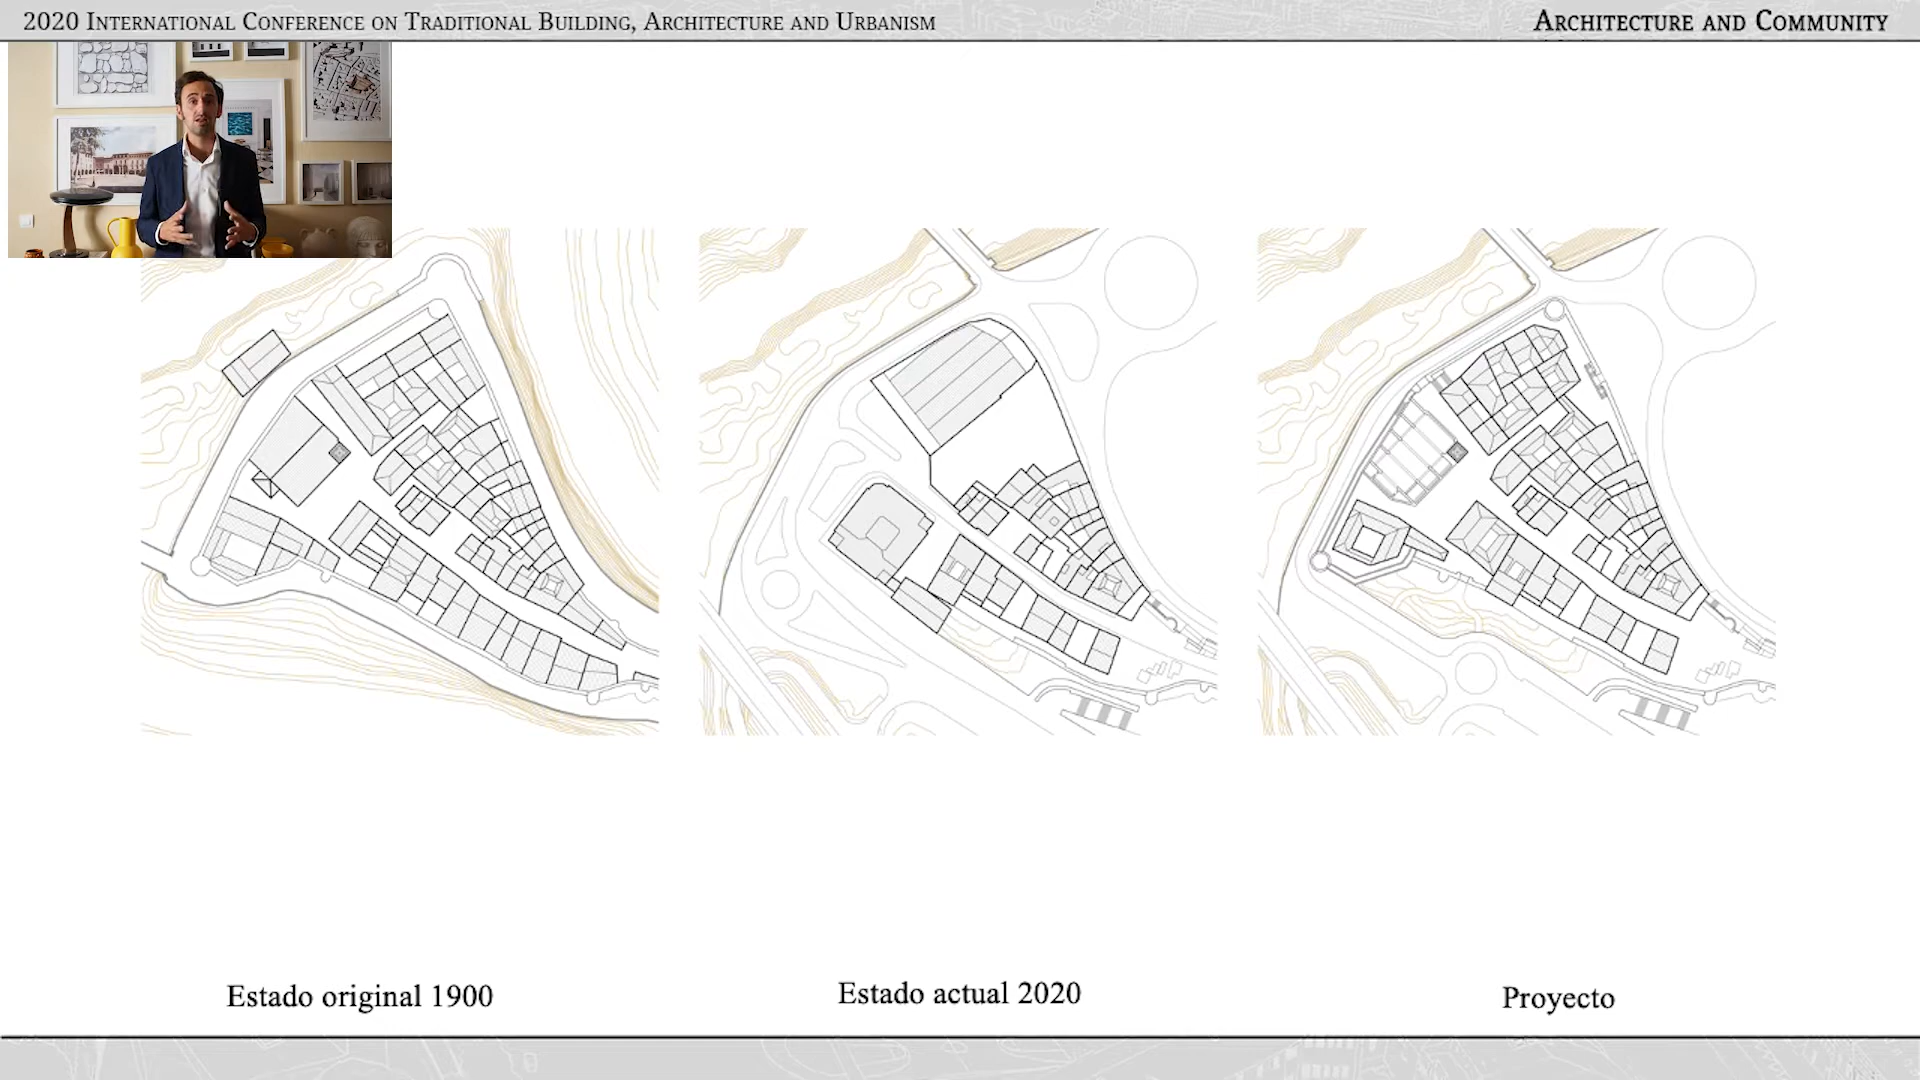 2020 International Conference on Traditional Building, Architecture and Urbanism
Architecture and Community
Estado original 1900
Estado actual 2020
Proyecto